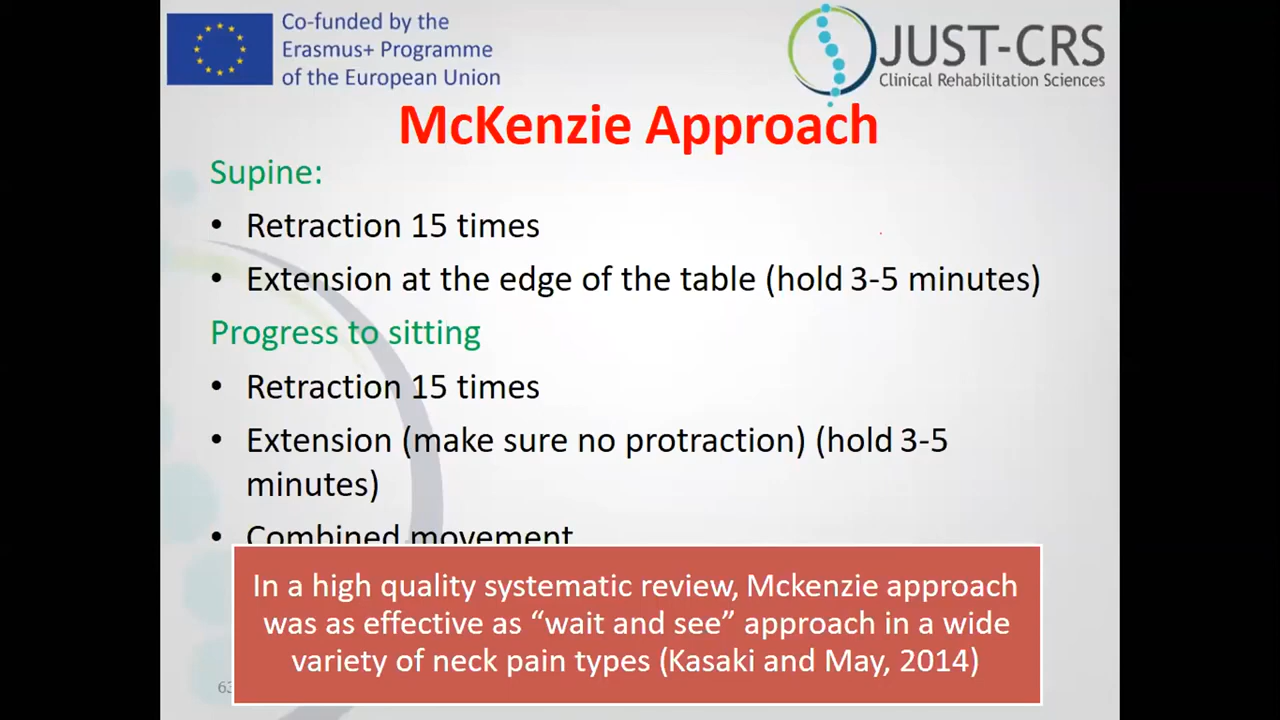 Co-funded by the
Erasmus+ Programme
of the European Union
JUST-CRS
Clinical Rehabilitation Sciences
McKenzie Approach
Supine:
• Retraction 15 times
• Extension at the edge of the table (hold 3-5 minutes)
Progress to sitting
• Retraction 15 times
• Extension (make sure no protraction) (hold 3-5
minutes)
• Combined movement
In a high quality systematic review, Mckenzie approach
was as effective as “wait and see” approach in a wide
variety of neck pain types (Kasaki and May, 2014)
63